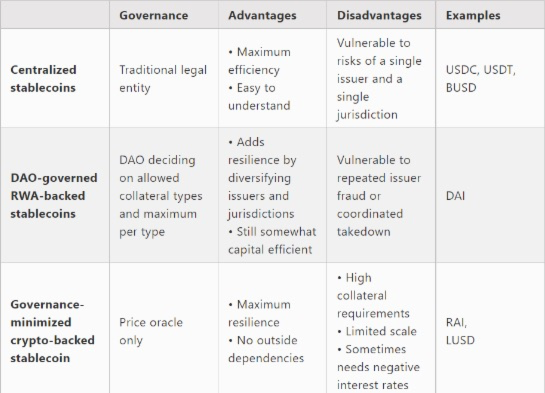 Governance
Advantages
Disadvantages
Examples
Centralized
stablecoins
Traditional legal
entity
• Maximum
efficiency
• Easy to
understand
Vulnerable to
risks of a single
issuer and a
single
jurisdiction
USDC, USDT,
BUSD
DAO-governed
RWA-backed
stablecoins
DAO deciding
on allowed
collateral types
and maximum
per type
• Adds
resilience by
diversifying
issuers and
jurisdictions
• Still somewhat
capital efficient
Vulnerable to
repeated issuer
fraud or
coordinated
takedown
DAI
Governance-
minimized
crypto-backed
stablecoin
Price oracle
only
• Maximum
resilience
• No outside
dependencies
• High
collateral
requirements
• Limited scale
• Sometimes
needs negative
interest rates
RAI,
LUSD